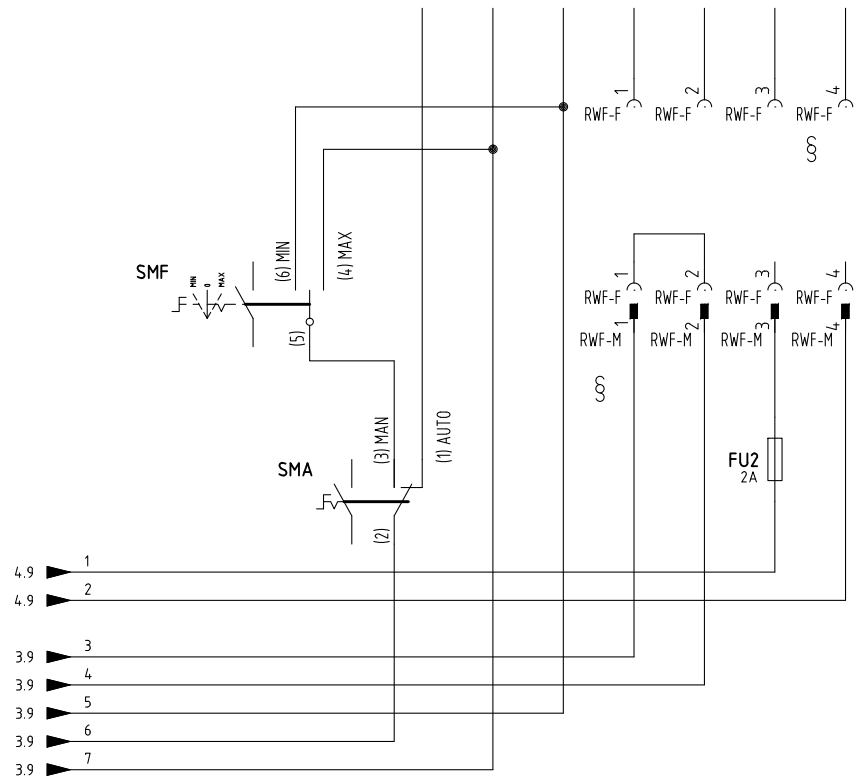 1
2
3
4
RWF-F
RWF-F
RWF-F
RWF-F
§
(6) MIN
(4) MAX
SMF
MIN
0
MAX
(5)
1
2
3
4
RWF-F
RWF-F
RWF-F
RWF-F
1
2
3
4
RWF-M
RWF-M
RWF-M
RWF-M
§
(3) MAN
(1) AUTO
SMA
(2)
FU2
2A
4.9 1
4.9 2
3.9 3
3.9 4
3.9 5
3.9 6
3.9 7